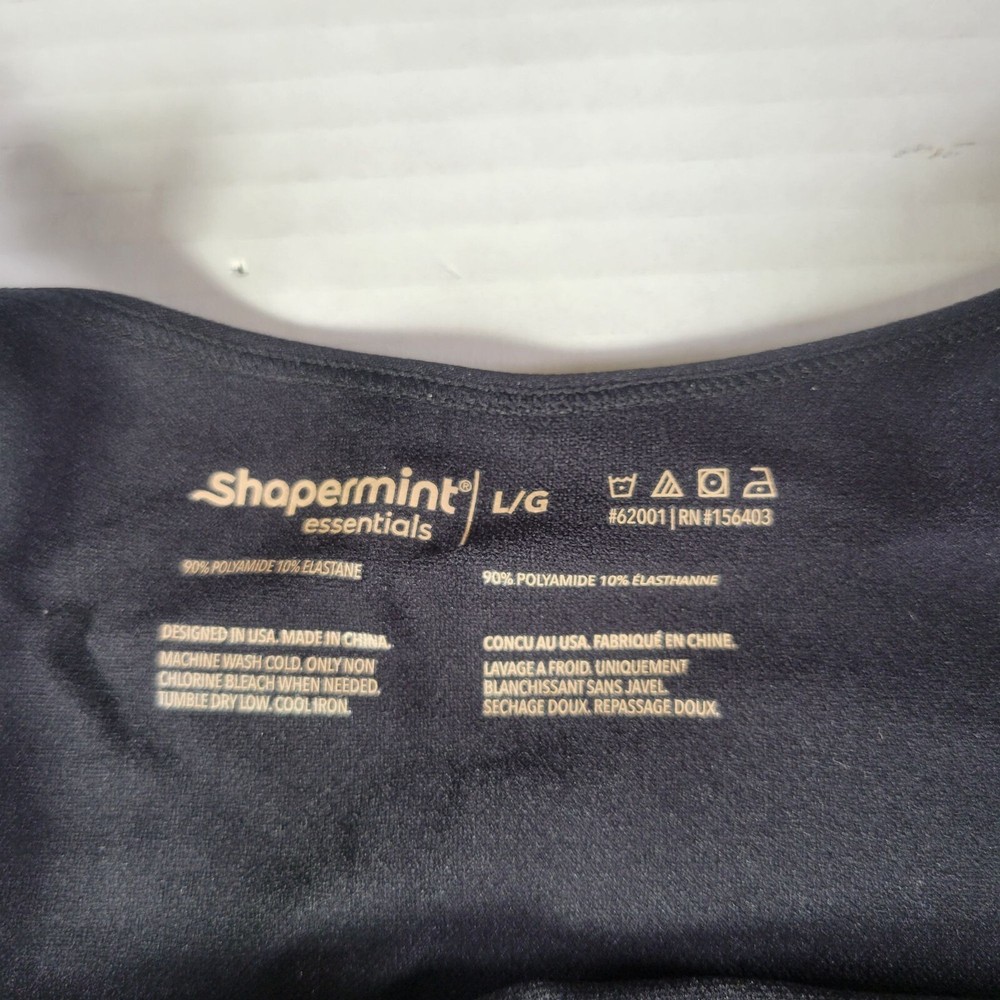 Shapermint® | L/G
essentials
#62001 | RN #156403
90% POLYAMIDE 10% ELASTANE
90% POLYAMIDE 10% ÉLASTHANNE
DESIGNED IN USA. MADE IN CHINA.
MACHINE WASH COLD. ONLY NON
CHLORINE BLEACH WHEN NEEDED.
TUMBLE DRY LOW. COOL IRON.
CONCU AU USA. FABRIQUÉ EN CHINE.
LAVAGE A FROID. UNIQUEMENT
BLANCHISSANT SANS JAVEL.
SECHAGE DOUX. REPASSAGE DOUX.